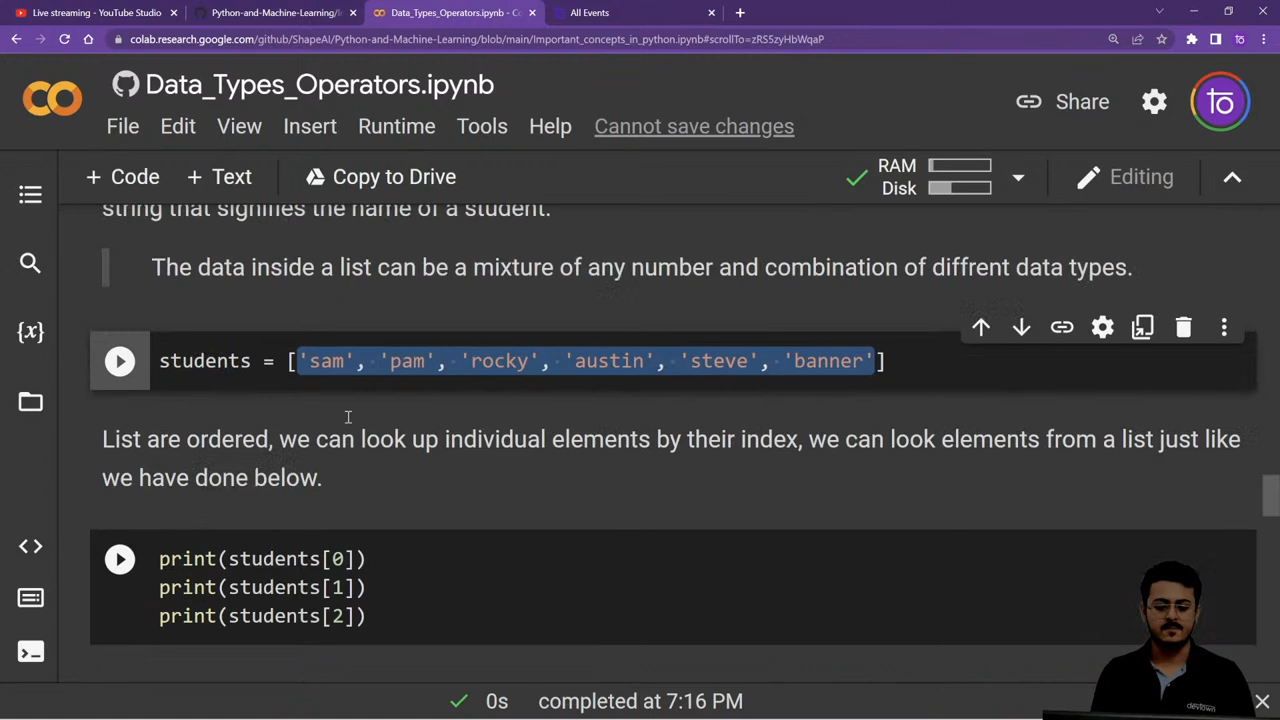 Live streaming - YouTube Studio
Python-and-Machine-Learning/I
Data_Types_Operators.ipynb - Co
All Events
colab.research.google.com/github/ShapeAI/Python-and-Machine-Learning/blob/main/Important_concepts_in_python.ipynb#scrollTo=zRS5zyHbWqaP
Data_Types_Operators.ipynb
Share
File Edit View Insert Runtime Tools Help Cannot save changes
+ Code + Text Copy to Drive
RAM
Disk
Editing
string that signifies the name of a student.
The data inside a list can be a mixture of any number and combination of diffrent data types.
{x}
students = ['sam', 'pam', 'rocky', 'austin', 'steve', 'banner']
List are ordered, we can look up individual elements by their index, we can look elements from a list just like
we have done below.
print(students[0])
print(students[1])
print(students[2])
devtown
0s completed at 7:16 PM